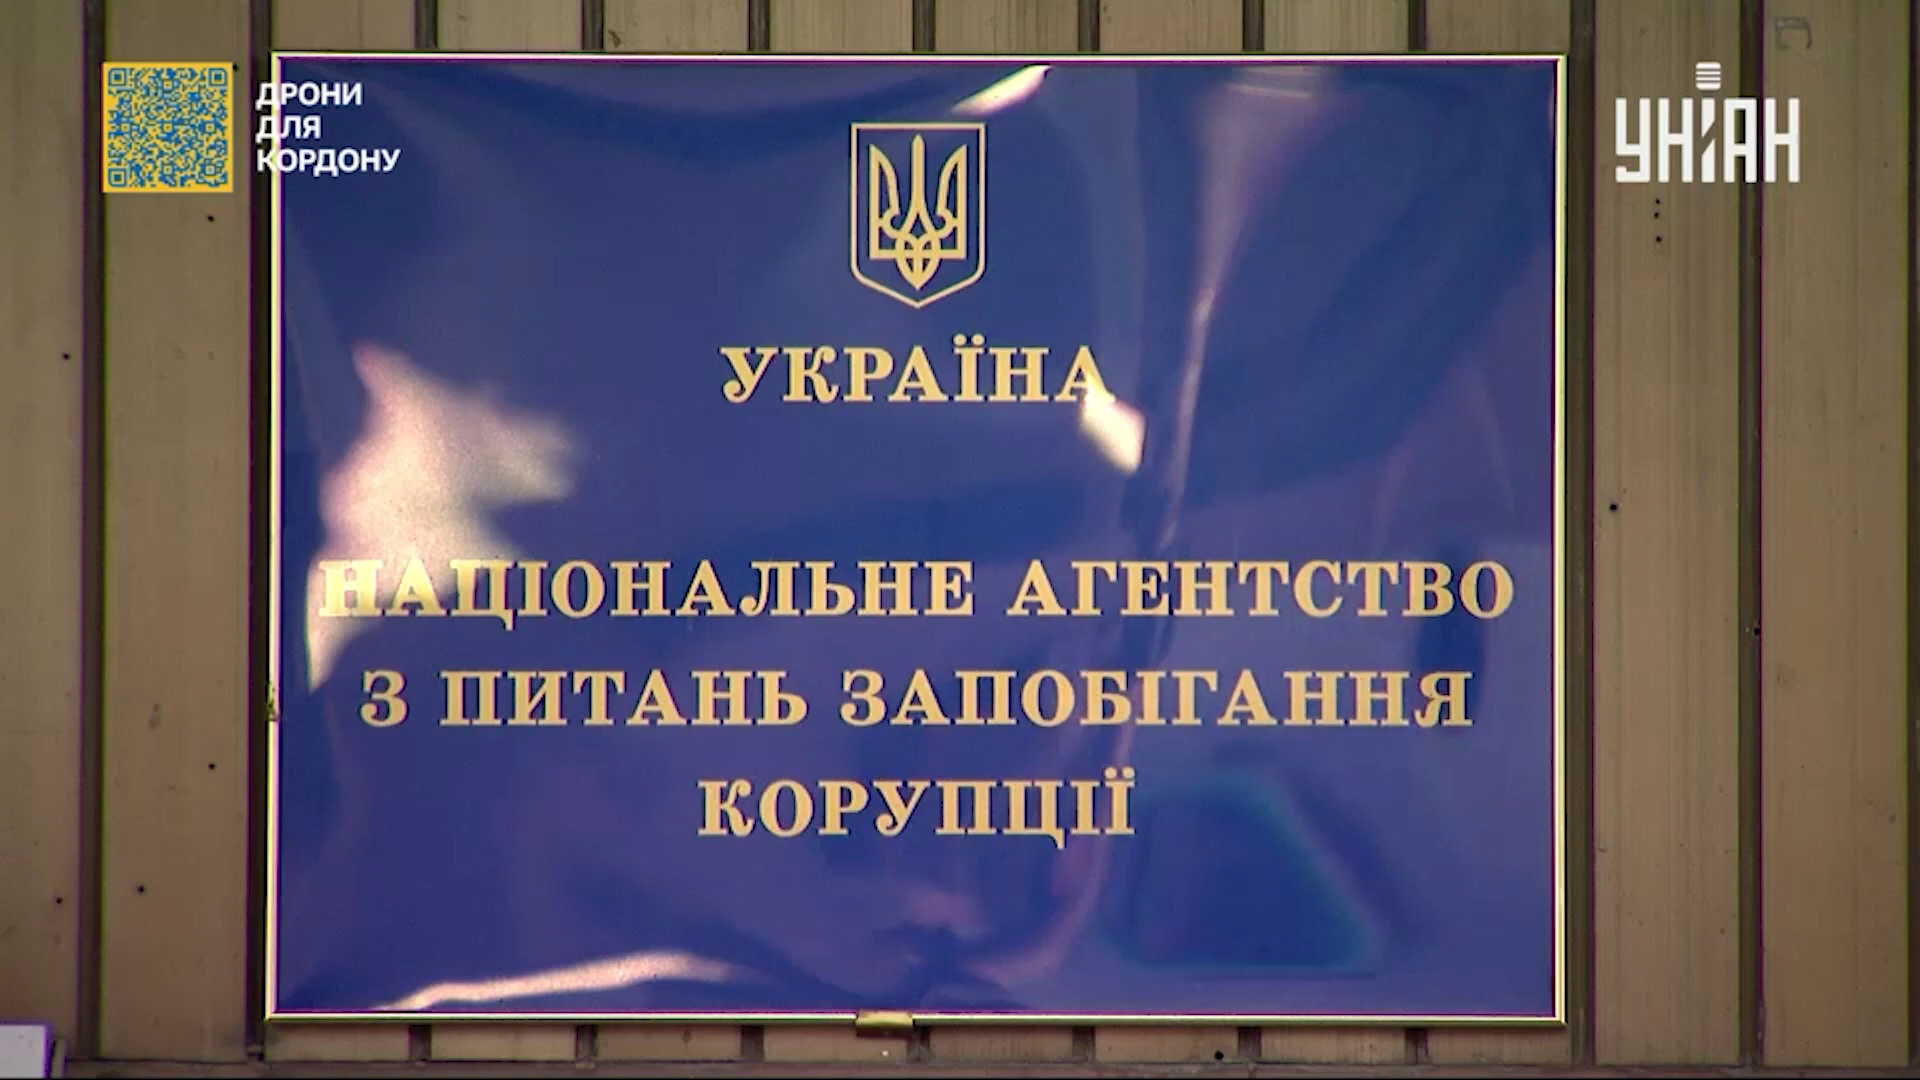 ДРОНИ
ДЛЯ
КОРДОНУ
УНІАН
УКРАЇНА
НАЦІОНАЛЬНЕ АГЕНТСТВО
З ПИТАНЬ ЗАПОБІГАННЯ
КОРУПЦІЇ